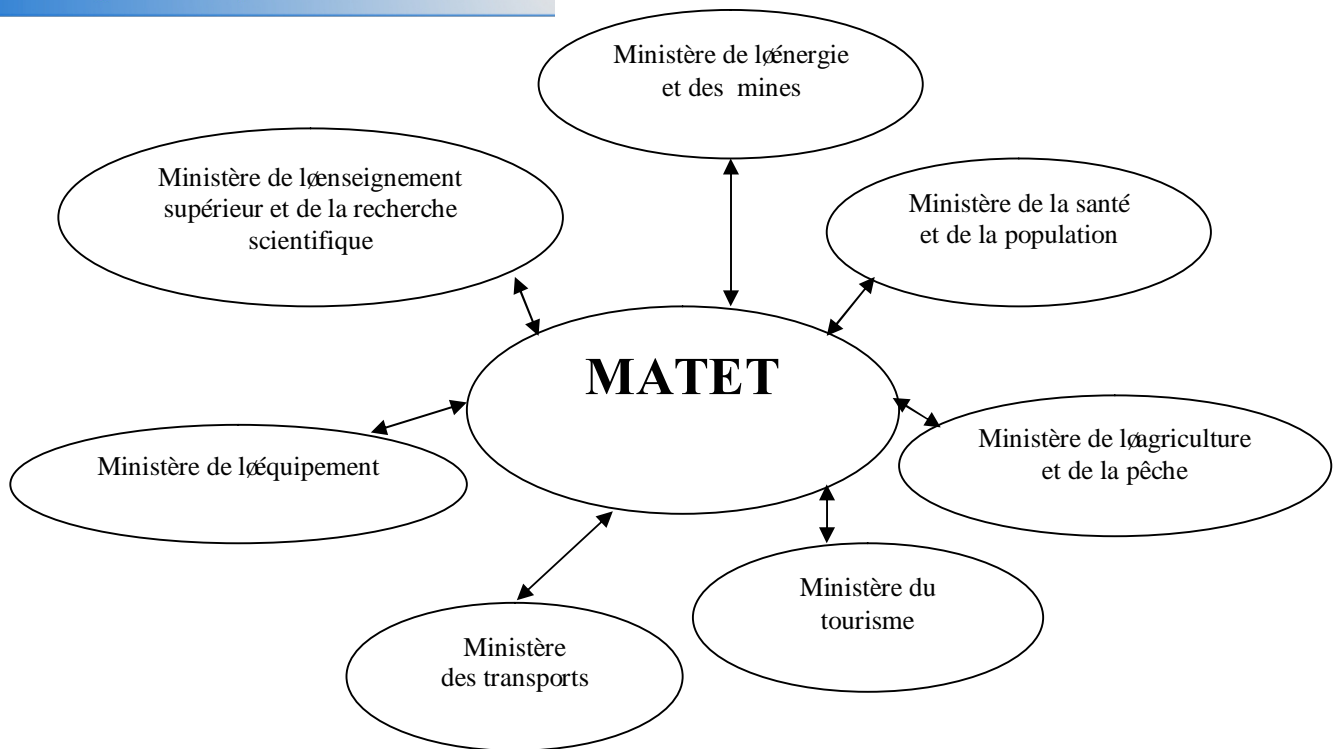 Ministère de løénergie
et des mines
Ministère de løenseignement
supérieur et de la recherche
scientifique
Ministère de la santé
et de la population
MATET
Ministère de løagriculture
et de la pêche
Ministère de løéquipement
Ministère du
tourisme
Ministère
des transports